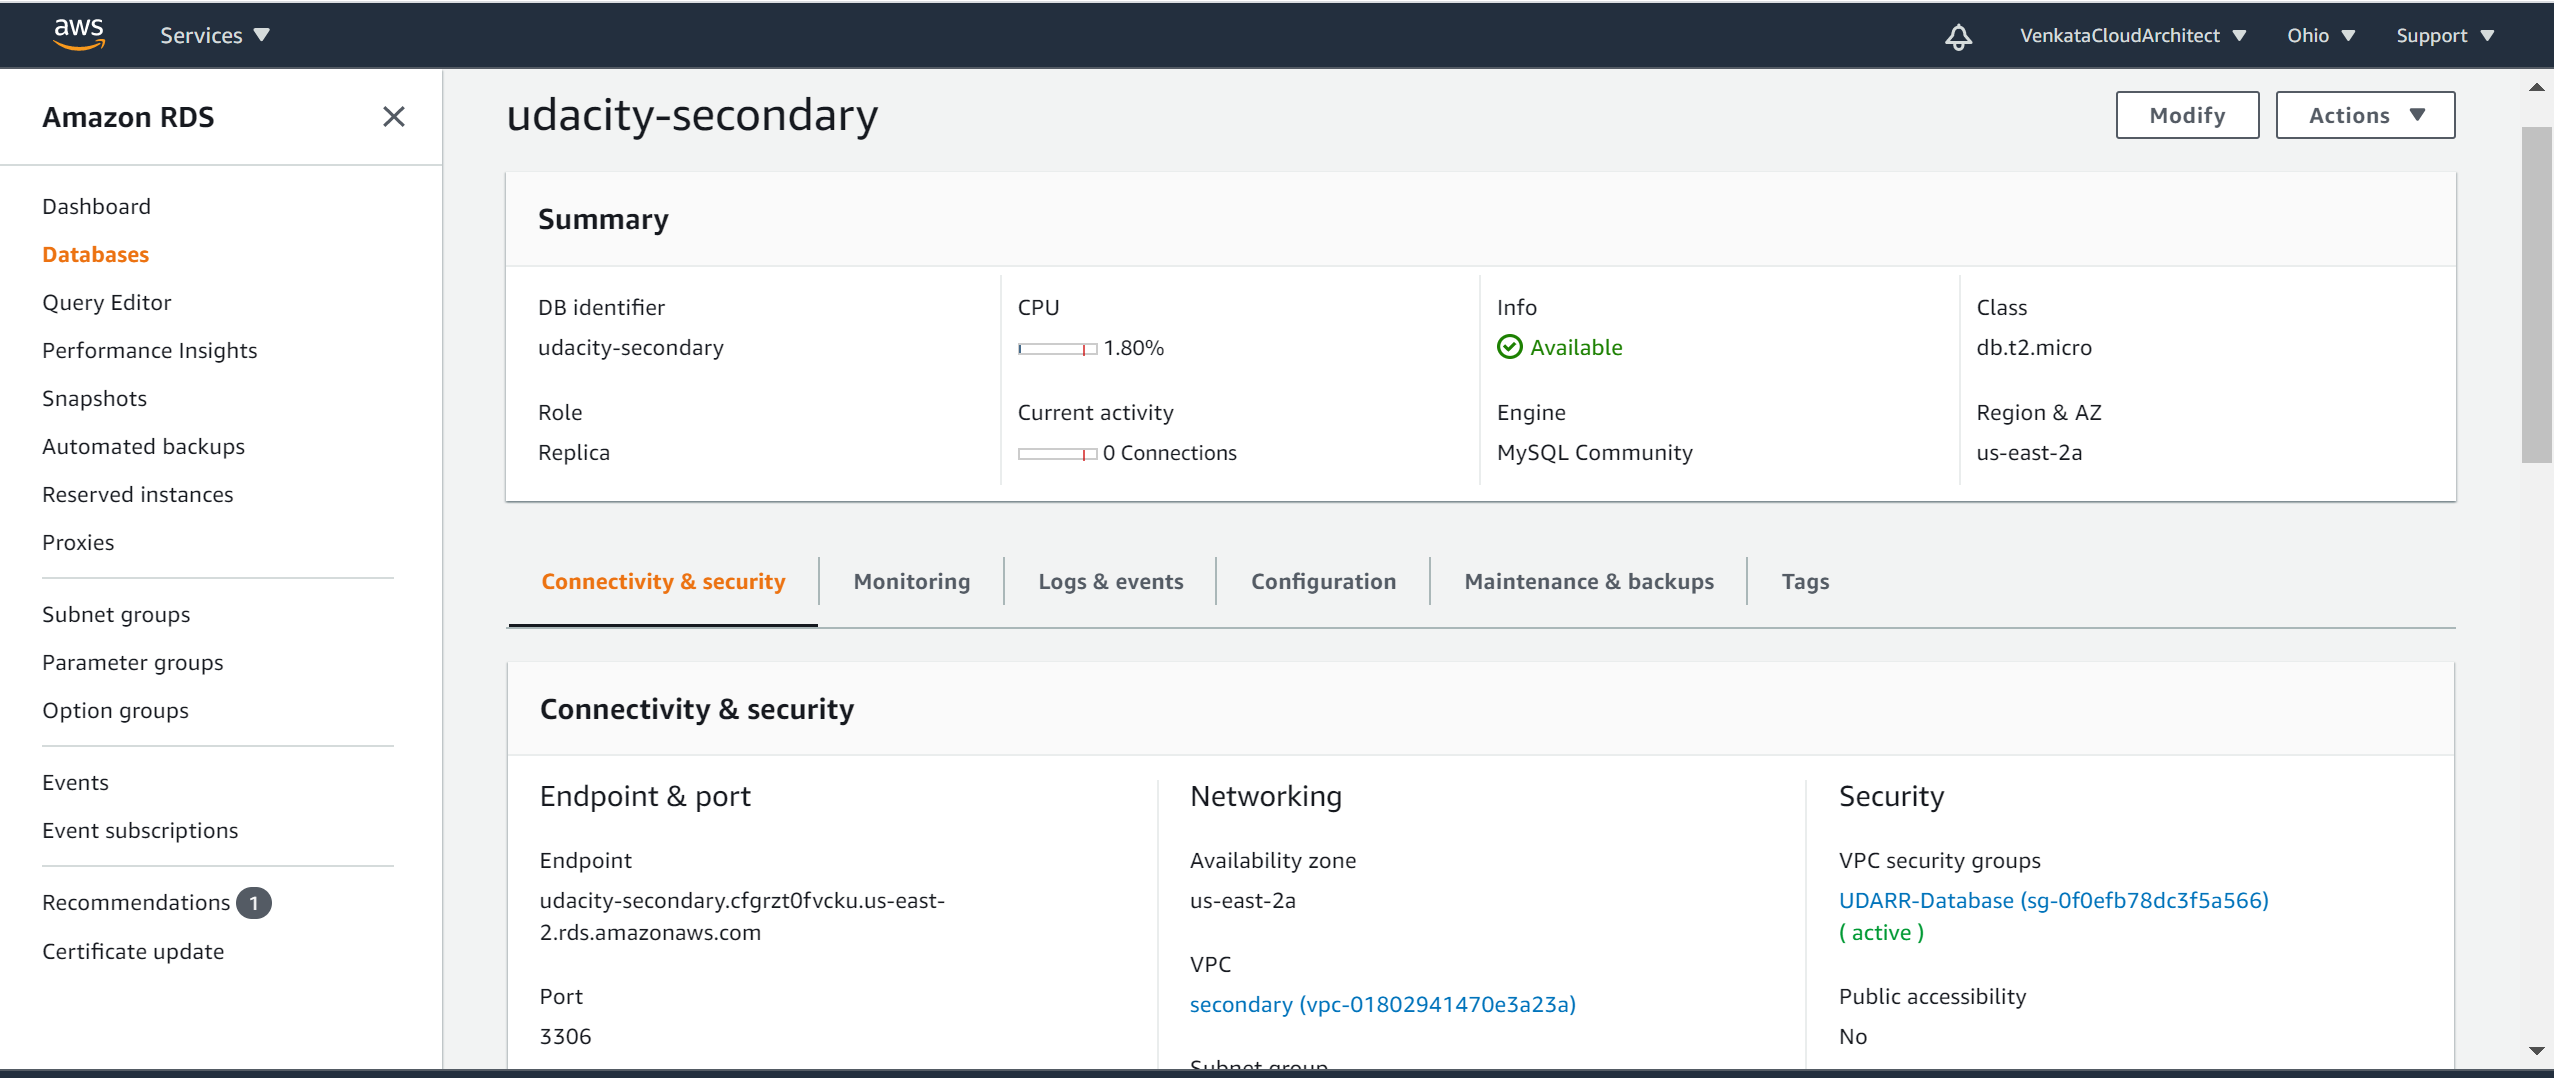 aws
Services
VenkataCloudArchitect
Ohio
Support
Amazon RDS
Dashboard
Databases
Query Editor
Performance Insights
Snapshots
Automated backups
Reserved instances
Proxies
Subnet groups
Parameter groups
Option groups
Events
Event subscriptions
Recommendations 1
Certificate update
udacity-secondary
Modify
Actions
Summary
DB identifier
udacity-secondary
CPU
1.80%
Info
Available
Class
db.t2.micro
Role
Replica
Current activity
0 Connections
Engine
MySQL Community
Region & AZ
us-east-2a
Connectivity & security
Monitoring
Logs & events
Configuration
Maintenance & backups
Tags
Connectivity & security
Endpoint & port
Endpoint
udacity-secondary.cfgrzt0fvcku.us-east-
2.rds.amazonaws.com
Port
3306
Networking
Availability zone
us-east-2a
VPC
secondary (vpc-01802941470e3a23a)
Subnet group
Security
VPC security groups
UDARR-Database (sg-0f0efb78dc3f5a566)
( active )
Public accessibility
No